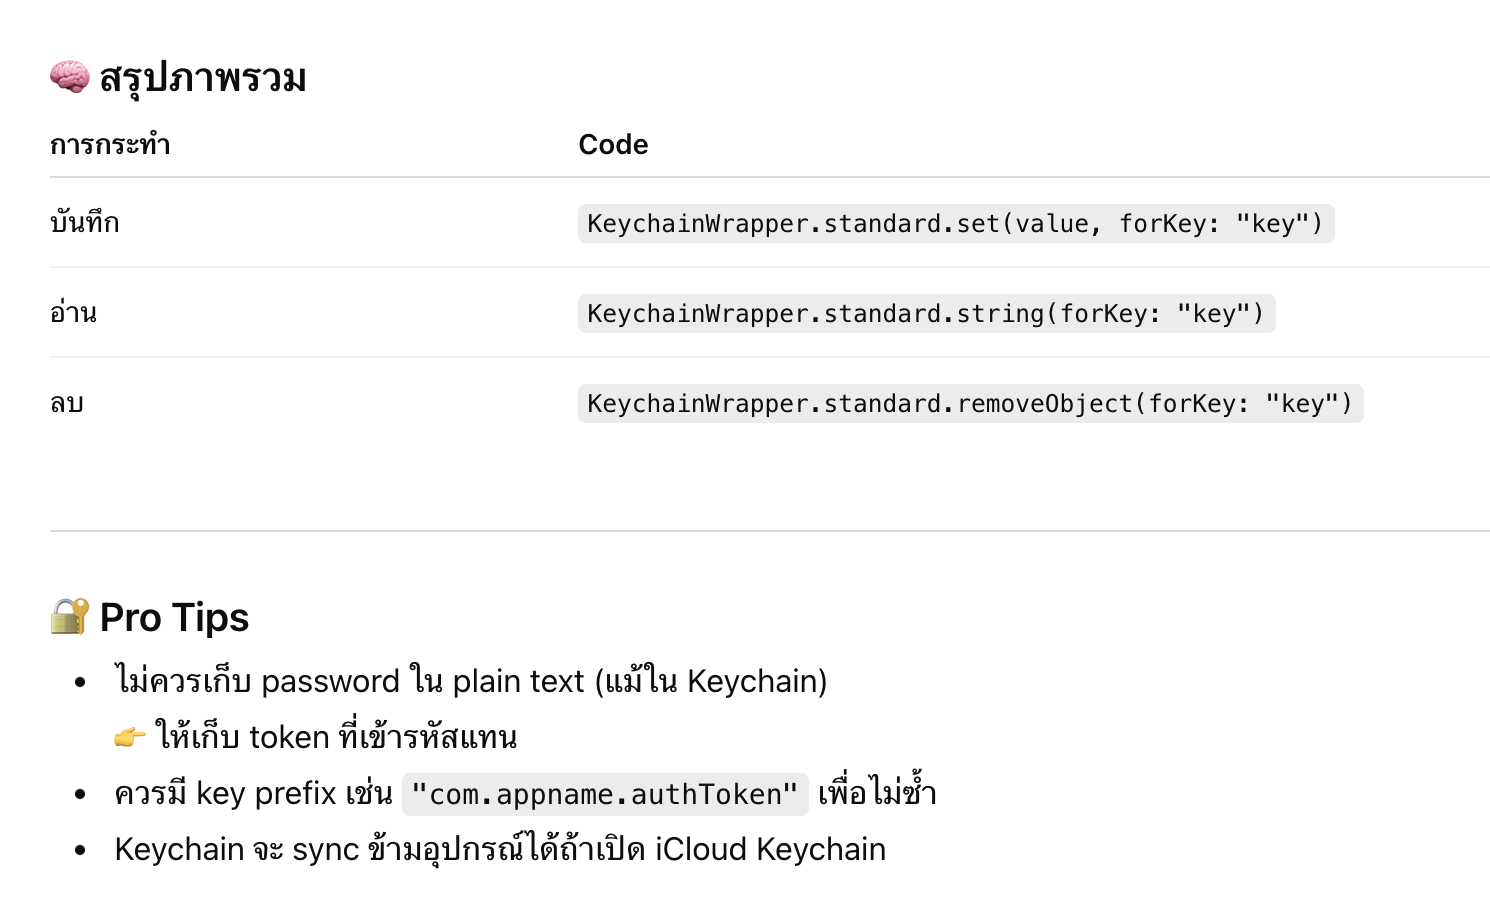 🧠 สรุปภาพรวม
การกระทำ Code
บันทึก KeychainWrapper.standard.set(value, forKey: "key")
อ่าน KeychainWrapper.standard.string(forKey: "key")
ลบ KeychainWrapper.standard.removeObject(forKey: "key")
🔐 Pro Tips
• ไม่ควรเก็บ password ใน plain text (แม้ใน Keychain)
👉 ให้เก็บ token ที่เข้ารหัสแทน
• ควรมี key prefix เช่น "com.appname.authToken" เพื่อไม่ซ้ำ
• Keychain จะ sync ข้ามอุปกรณ์ได้ถ้าเปิด iCloud Keychain